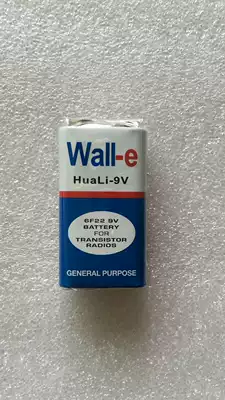 Wall-e
HuaLi-9V
6F22 9V
BATTERY
FOR
TRANSISTOR
RADIOS
GENERAL PURPOSE